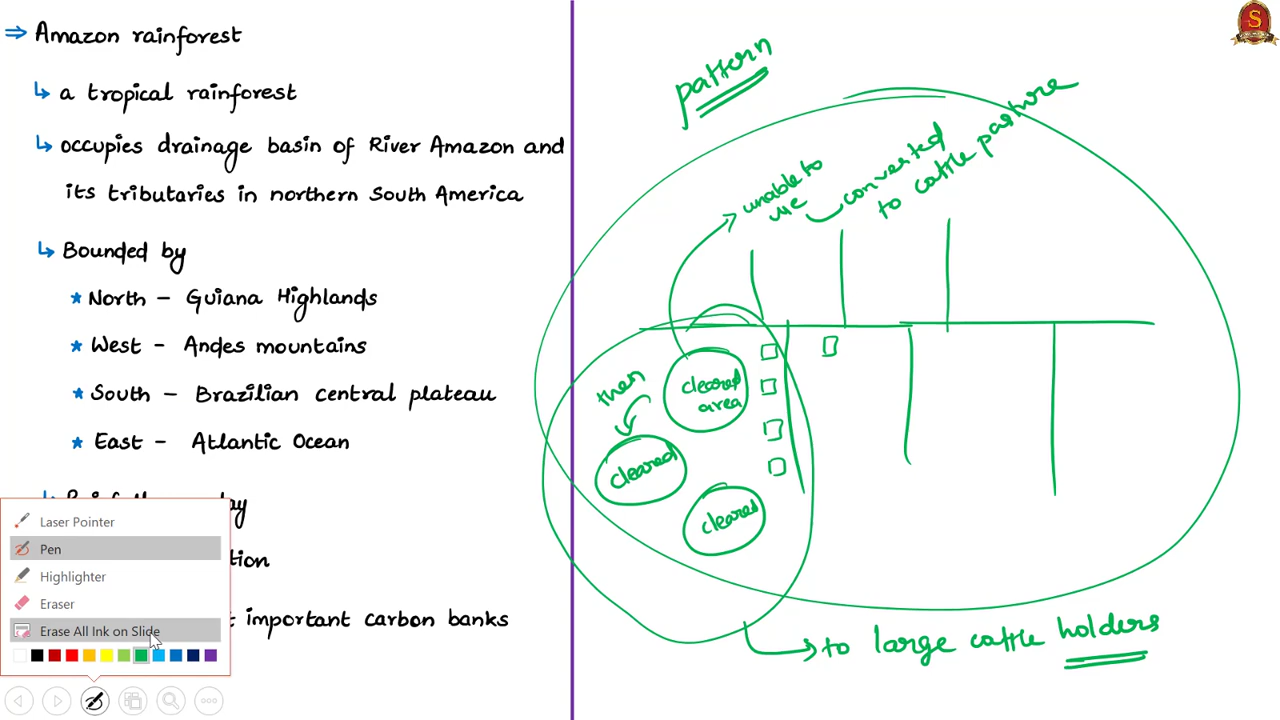 ⇒ Amazon rainforest
↳ a tropical rainforest
↳ occupies drainage basin of River Amazon and
its tributaries in northern South America
↳ Bounded by
★ North - Guiana Highlands
★ West - Andes mountains
★ South - Brazilian central plateau
★ East - Atlantic Ocean
important carbon banks
Laser Pointer
Pen
Highlighter
Eraser
Erase All Ink on Slide
pattern
unable to
use
converted
to cattle pasture
cleared
area
then
cleared
cleared
to large cattle holders
S